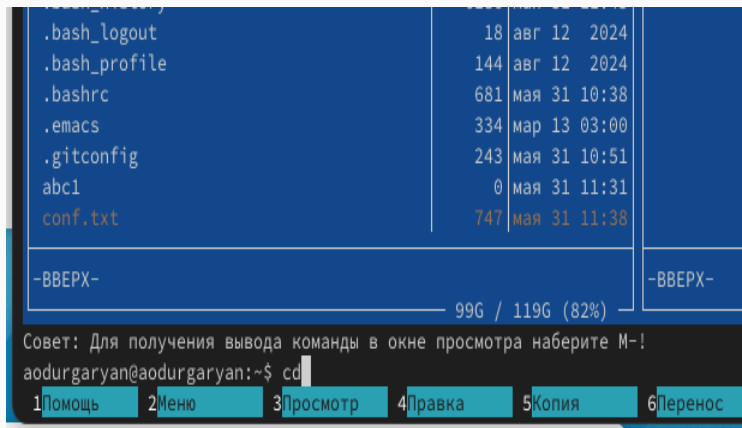 .bash_logout 18 авг 12 2024
.bash_profile 144 авг 12 2024
.bashrc 681 мая 31 10:38
.emacs 334 мар 13 03:00
.gitconfig 243 мая 31 10:51
abc1 0 мая 31 11:31
conf.txt 747 мая 31 11:38
-ВВЕРХ- -ВВЕРХ-
99G / 119G (82%)
Совет: Для получения вывода команды в окне просмотра наберите M-!
aodurgaryan@aodurgaryan:~$ cd
1Помощь 2Меню 3Просмотр 4Правка 5Копия 6Перенос